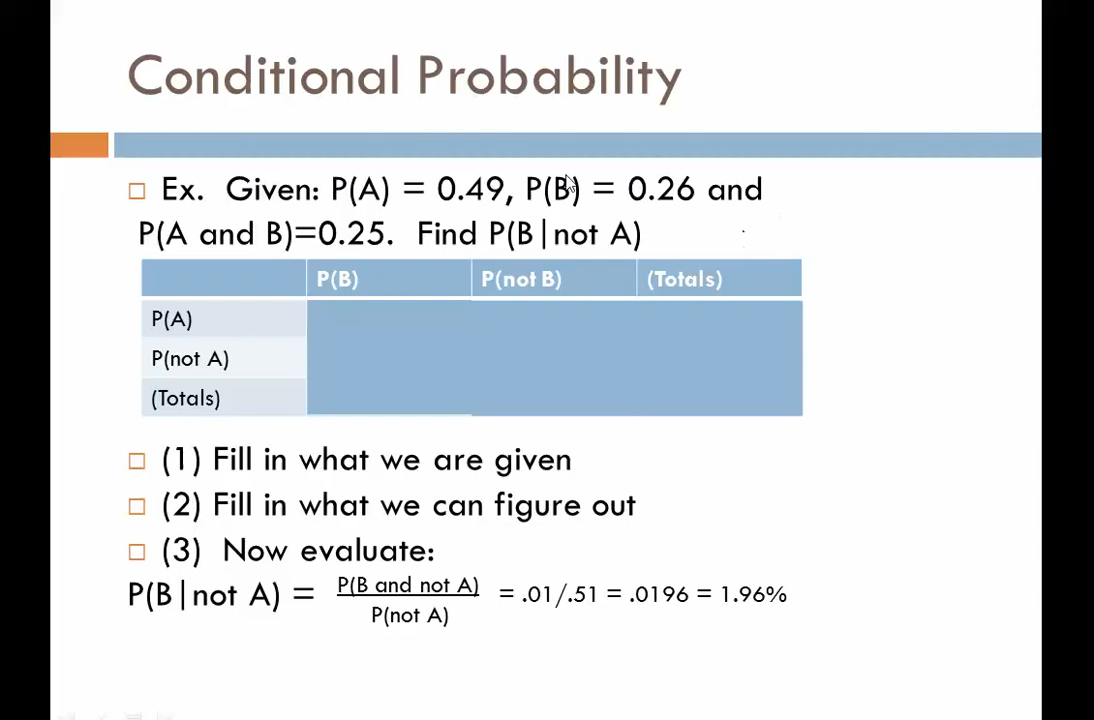 Conditional Probability
Ex. Given: P(A) = 0.49, P(B) = 0.26 and
P(A and B)=0.25. Find P(B|not A)
P(B) P(not B) (Totals)
P(A)
P(not A)
(Totals)
(1) Fill in what we are given
(2) Fill in what we can figure out
(3) Now evaluate:
P(B|not A) = P(B and not A) = .01/.51 = .0196 = 1.96%
P(not A)